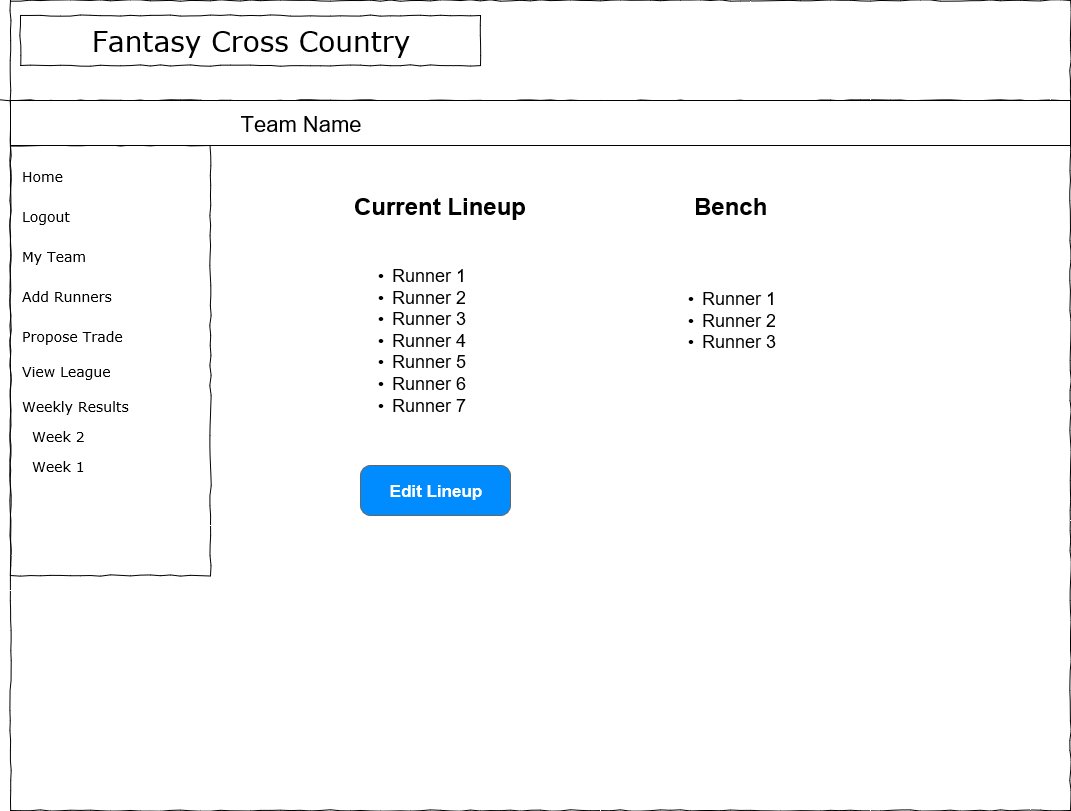 Fantasy Cross Country
Team Name
Home
Logout
My Team
Add Runners
Propose Trade
View League
Weekly Results
Week 2
Week 1
Current Lineup
• Runner 1
• Runner 2
• Runner 3
• Runner 4
• Runner 5
• Runner 6
• Runner 7
Edit Lineup
Bench
• Runner 1
• Runner 2
• Runner 3